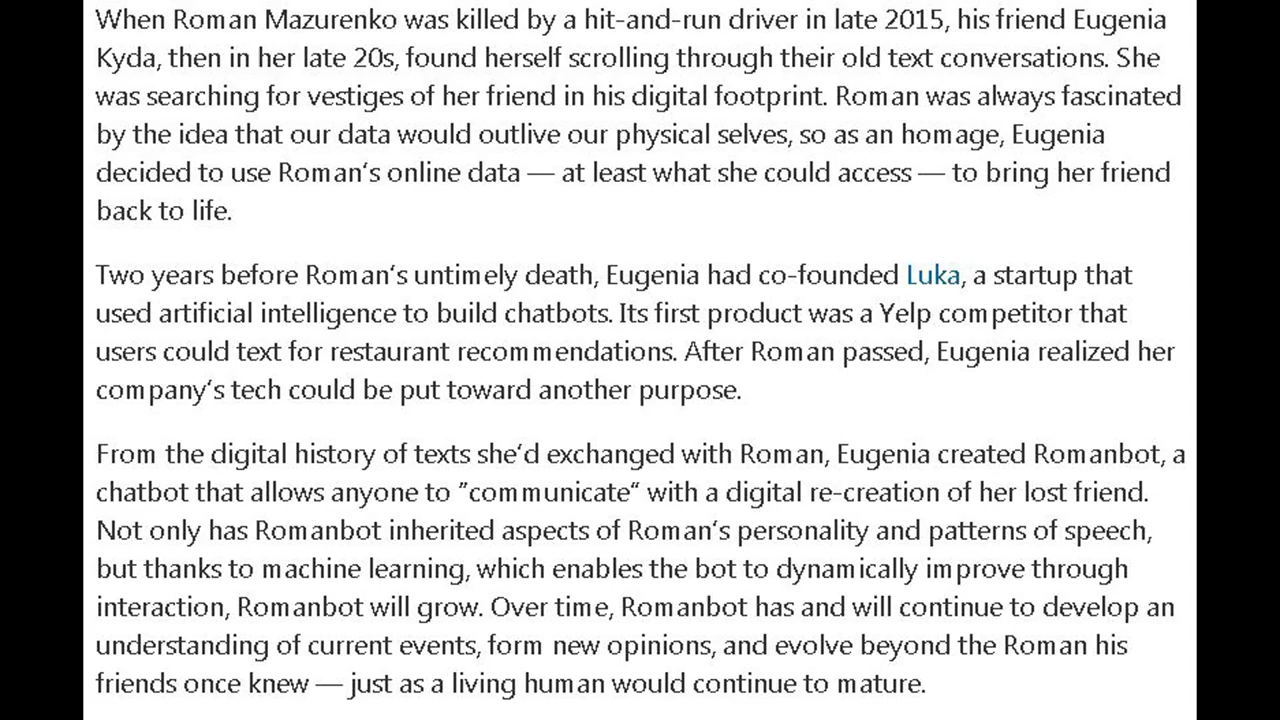 When Roman Mazurenko was killed by a hit-and-run driver in late 2015, his friend Eugenia
Kyda, then in her late 20s, found herself scrolling through their old text conversations. She
was searching for vestiges of her friend in his digital footprint. Roman was always fascinated
by the idea that our data would outlive our physical selves, so as an homage, Eugenia
decided to use Roman’s online data — at least what she could access — to bring her friend
back to life.
Two years before Roman’s untimely death, Eugenia had co-founded Luka, a startup that
used artificial intelligence to build chatbots. Its first product was a Yelp competitor that
users could text for restaurant recommendations. After Roman passed, Eugenia realized her
company’s tech could be put toward another purpose.
From the digital history of texts she’d exchanged with Roman, Eugenia created Romanbot, a
chatbot that allows anyone to “communicate” with a digital re-creation of her lost friend.
Not only has Romanbot inherited aspects of Roman’s personality and patterns of speech,
but thanks to machine learning, which enables the bot to dynamically improve through
interaction, Romanbot will grow. Over time, Romanbot has and will continue to develop an
understanding of current events, form new opinions, and evolve beyond the Roman his
friends once knew — just as a living human would continue to mature.